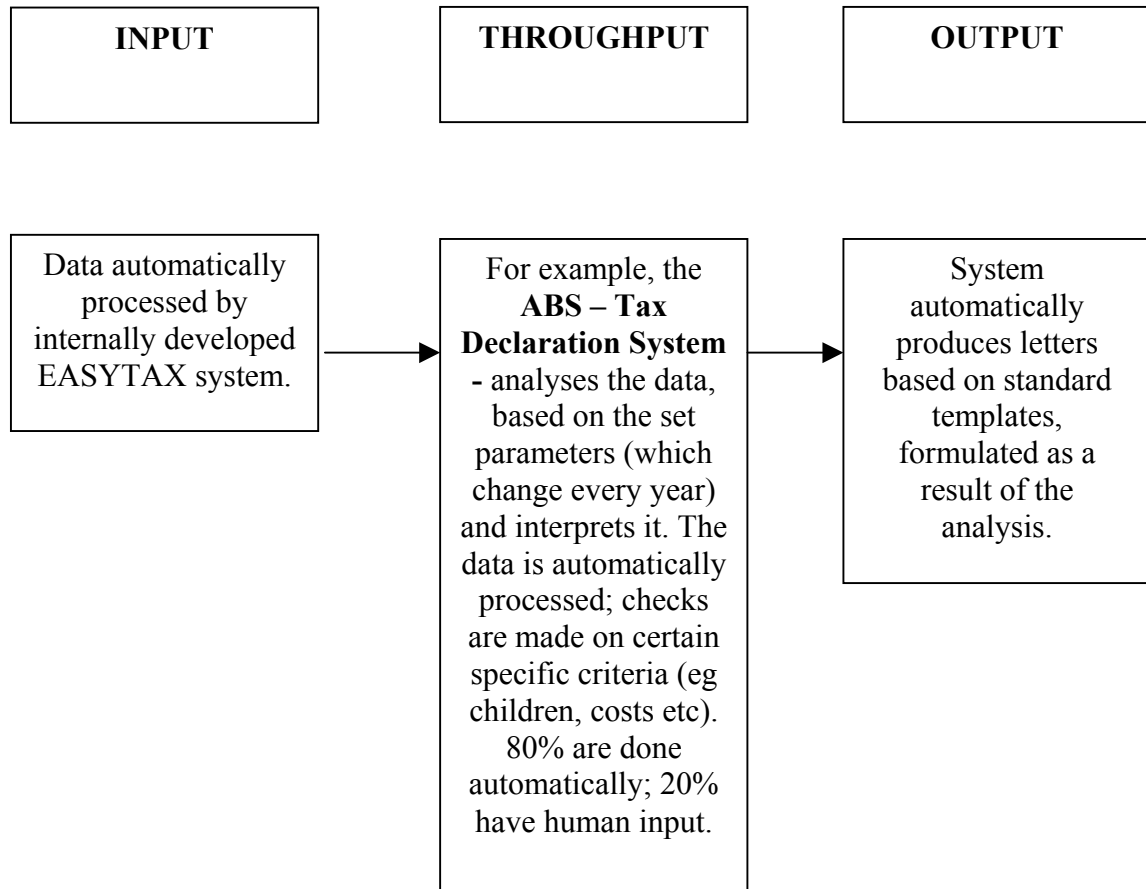 INPUT
THROUGHPUT
OUTPUT
Data automatically
processed by
internally developed
EASYTAX system.
For example, the
ABS – Tax
Declaration System
- analyses the data,
based on the set
parameters (which
change every year)
and interprets it. The
data is automatically
processed; checks
are made on certain
specific criteria (eg
children, costs etc).
80% are done
automatically; 20%
have human input.
System
automatically
produces letters
based on standard
templates,
formulated as a
result of the
analysis.